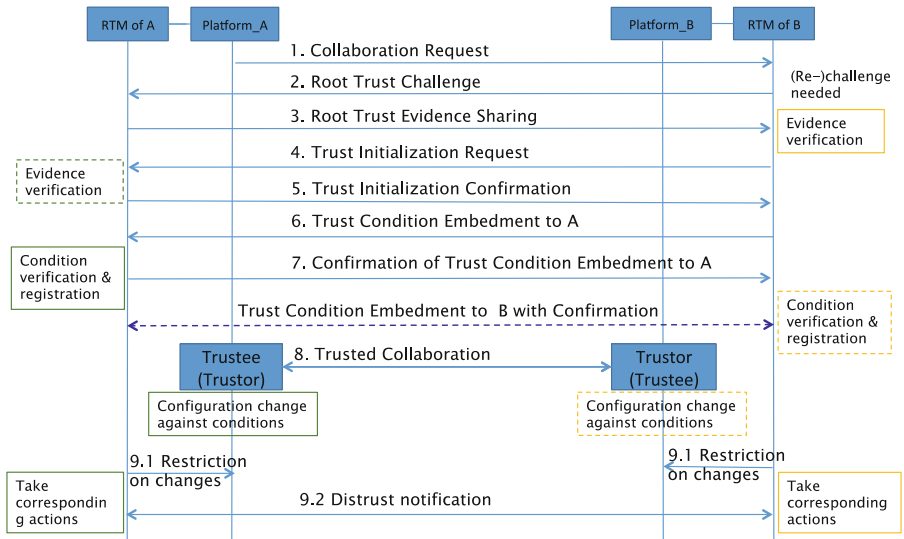 RTM of A
Platform_A
Platform_B
RTM of B
1. Collaboration Request
2. Root Trust Challenge
(Re-)challenge
needed
3. Root Trust Evidence Sharing
Evidence
verification
4. Trust Initialization Request
Evidence
verification
5. Trust Initialization Confirmation
6. Trust Condition Embedment to A
Condition
verification &
registration
7. Confirmation of Trust Condition Embedment to A
Trust Condition Embedment to B with Confirmation
Condition
verification &
registration
Trustee
(Trustor)
8. Trusted Collaboration
Trustor
(Trustee)
Configuration change
against conditions
Configuration change
against conditions
9.1 Restriction
on changes
9.1 Restriction
on changes
Take
correspondin
g actions
9.2 Distrust notification
Take
corresponding
actions